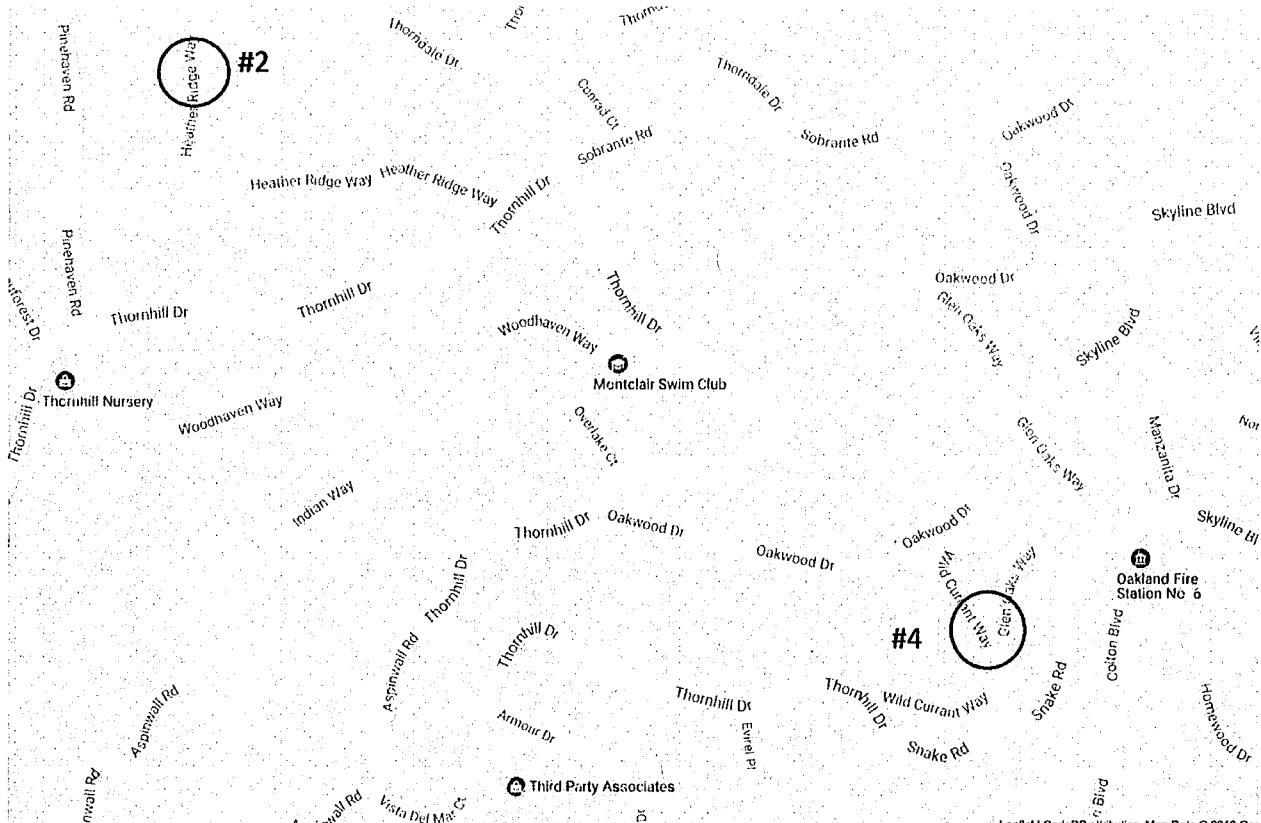 Thorndale Dr
Pinehaven Rd
#2
Heather Ridge Way
Thorndale Dr
Conrad Ct
Oakwood Dr
Sobrante Rd
Sobrante Rd
Heather Ridge Way
Heather Ridge Way
Thornhill Dr
Oakwood Dr
Skyline Blvd
Pinehaven Rd
Oakwood Dr
Thornhill Dr
Thornhill Dr
Thornhill Dr
Glen Oaks Way
Woodhaven Way
Skyline Blvd
Montclair Swim Club
Thornhill Nursery
Thornhill Dr
Woodhaven Way
Overlake Ct
Glen Oaks Way
Manzanita Dr
Indian Way
Thornhill Dr
Oakwood Dr
Oakwood Dr
Skyline Bl
Oakwood Dr
Wild Currant Way
Glen Oaks Way
Oakland Fire
Station No 6
Thornhill Dr
Thornhill Dr
#4
Colton Blvd
Aspinwall Rd
Aspinwall Rd
Thornhill Dr
Thornhill Dr
Wild Currant Way
Snake Rd
Homewood Dr
Armour Dr
Evirel Pl
Snake Rd
Third Party Associates
Vista Del Mar Ct